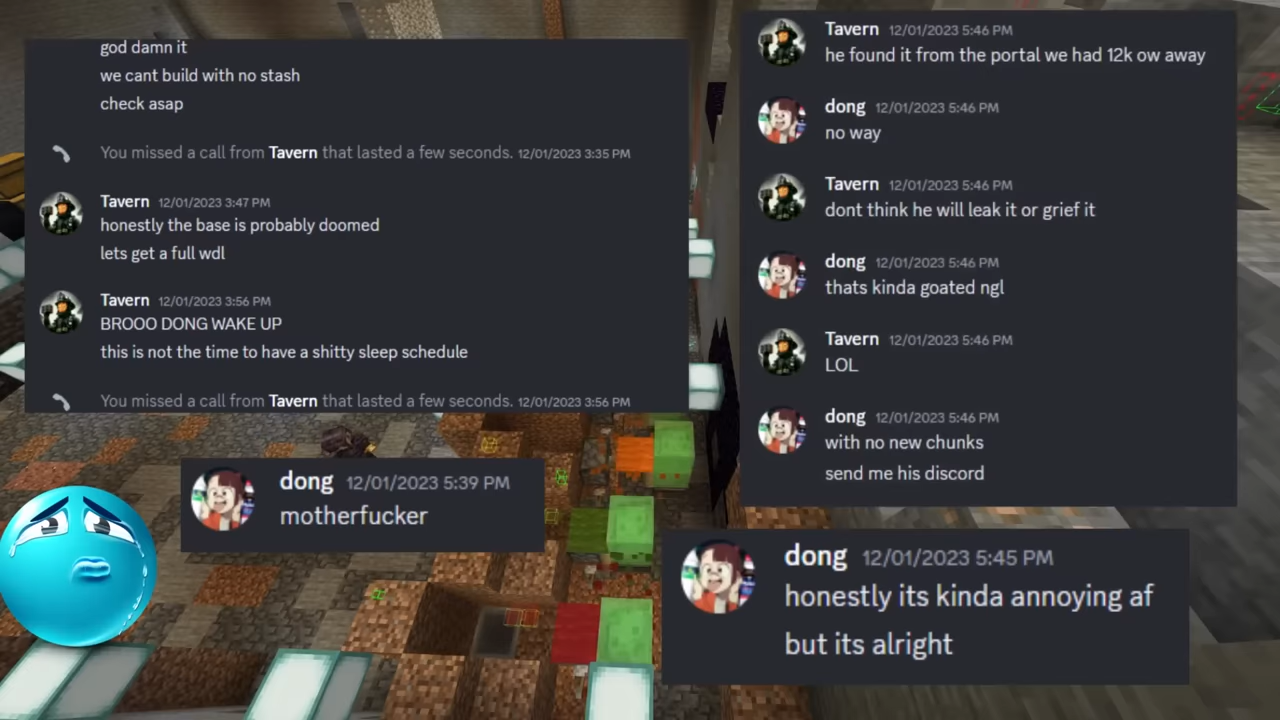 god damn it
we cant build with no stash
check asap
You missed a call from Tavern that lasted a few seconds. 12/01/2023 3:35 PM
Tavern 12/01/2023 3:47 PM
honestly the base is probably doomed
lets get a full wdl
Tavern 12/01/2023 3:56 PM
BROOO DONG WAKE UP
this is not the time to have a shitty sleep schedule
You missed a call from Tavern that lasted a few seconds. 12/01/2023 3:56 PM
dong 12/01/2023 5:39 PM
motherfucker
Tavern 12/01/2023 5:46 PM
he found it from the portal we had 12k ow away
dong 12/01/2023 5:46 PM
no way
Tavern 12/01/2023 5:46 PM
dont think he will leak it or grief it
dong 12/01/2023 5:46 PM
thats kinda goated ngl
Tavern 12/01/2023 5:46 PM
LOL
dong 12/01/2023 5:46 PM
with no new chunks
send me his discord
dong 12/01/2023 5:45 PM
honestly its kinda annoying af
but its alright